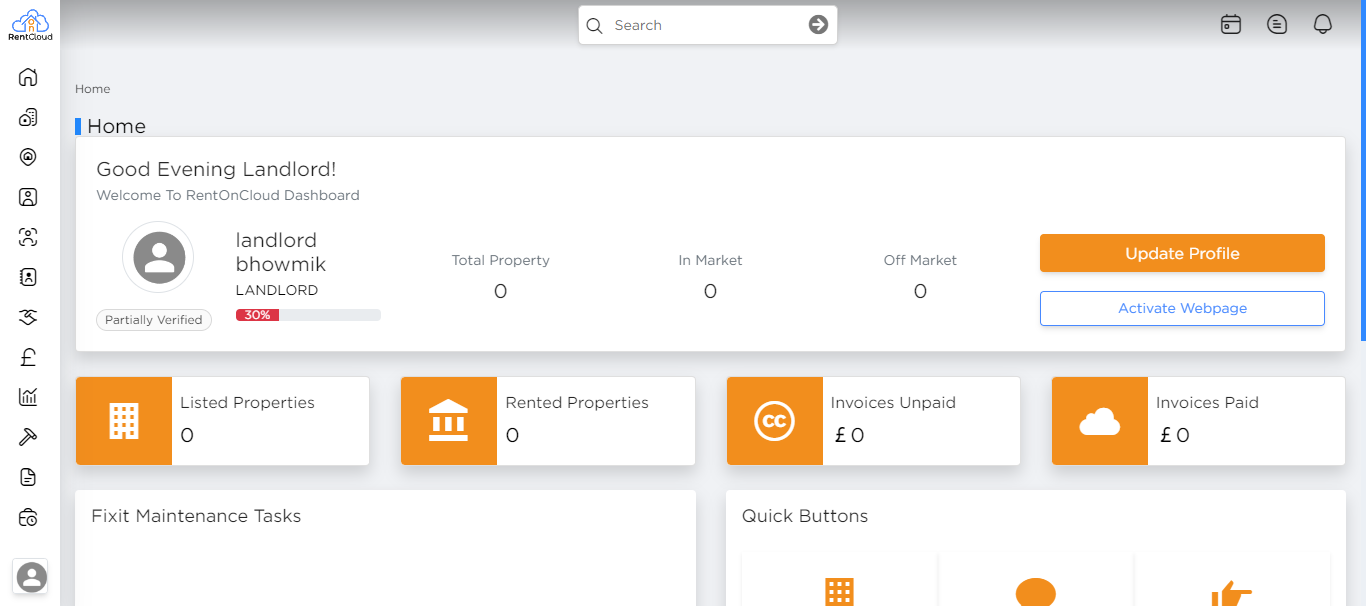 RentCloud
Search
Home
Home
Good Evening Landlord!
Welcome To RentOnCloud Dashboard
landlord
bhowmik
LANDLORD
30%
Partially Verified
Total Property
0
In Market
0
Off Market
0
Update Profile
Activate Webpage
Listed Properties
0
Rented Properties
0
CC
Invoices Unpaid
£ 0
Invoices Paid
£ 0
Fixit Maintenance Tasks
Quick Buttons